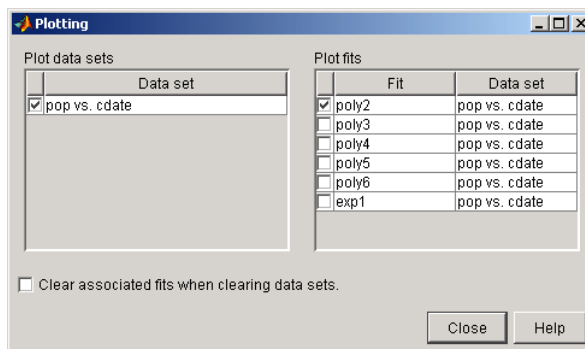 Plotting
Plot data sets
Data set
pop vs. cdate
Plot fits
Fit Data set
poly2 pop vs. cdate
poly3 pop vs. cdate
poly4 pop vs. cdate
poly5 pop vs. cdate
poly6 pop vs. cdate
exp1 pop vs. cdate
Clear associated fits when clearing data sets.
Close Help